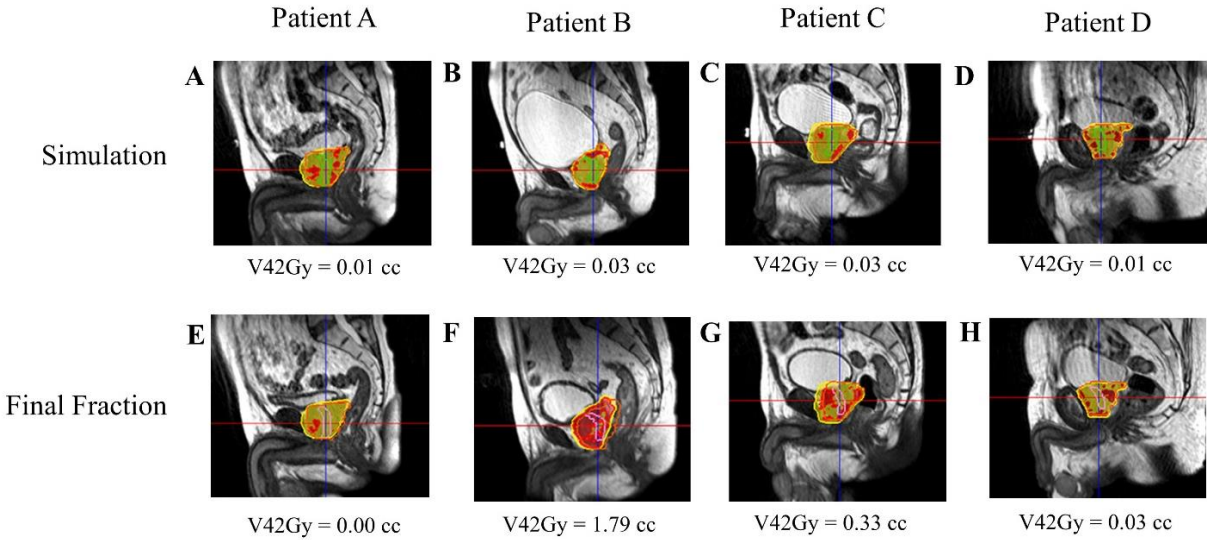 Patient A
Patient B
Patient C
Patient D
A
B
C
D
Simulation
V42Gy = 0.01 cc
V42Gy = 0.03 cc
V42Gy = 0.03 cc
V42Gy = 0.01 cc
E
F
G
H
Final Fraction
V42Gy = 0.00 cc
V42Gy = 1.79 cc
V42Gy = 0.33 cc
V42Gy = 0.03 cc